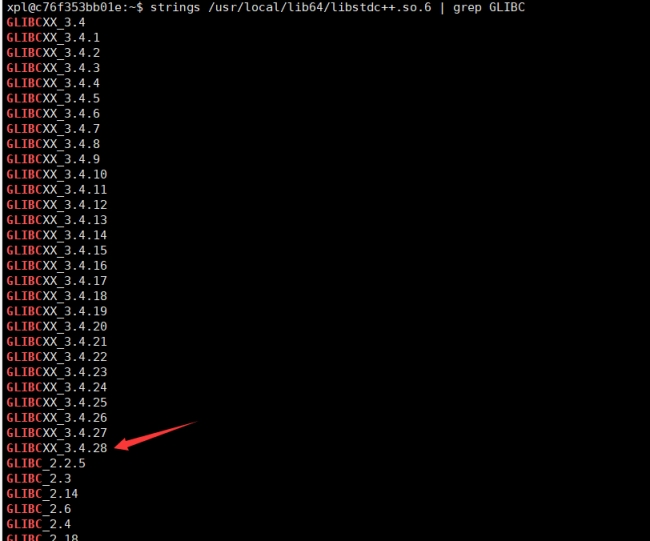 xpl@c76f353bb01e:~$ strings /usr/local/lib64/libstdc++.so.6 | grep GLIBC
GLIBCXX_3.4
GLIBCXX_3.4.1
GLIBCXX_3.4.2
GLIBCXX_3.4.3
GLIBCXX_3.4.4
GLIBCXX_3.4.5
GLIBCXX_3.4.6
GLIBCXX_3.4.7
GLIBCXX_3.4.8
GLIBCXX_3.4.9
GLIBCXX_3.4.10
GLIBCXX_3.4.11
GLIBCXX_3.4.12
GLIBCXX_3.4.13
GLIBCXX_3.4.14
GLIBCXX_3.4.15
GLIBCXX_3.4.16
GLIBCXX_3.4.17
GLIBCXX_3.4.18
GLIBCXX_3.4.19
GLIBCXX_3.4.20
GLIBCXX_3.4.21
GLIBCXX_3.4.22
GLIBCXX_3.4.23
GLIBCXX_3.4.24
GLIBCXX_3.4.25
GLIBCXX_3.4.26
GLIBCXX_3.4.27
GLIBCXX_3.4.28
GLIBC_2.2.5
GLIBC_2.3
GLIBC_2.14
GLIBC_2.6
GLIBC_2.4
GLIBC_2.18